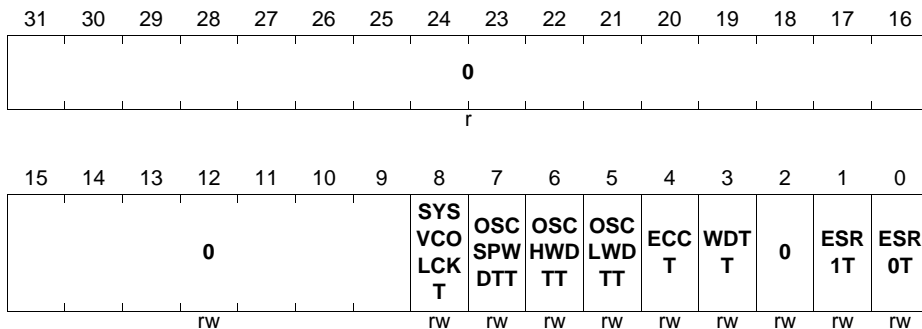 31 30 29 28 27 26 25 24 23 22 21 20 19 18 17 16
0
r
15 14 13 12 11 10 9 8 7 6 5 4 3 2 1 0
0 SYS VCO LCK T OSC SPW DTT OSC HWD TT OSC LWD TT ECC T WDT T 0 ESR 1T ESR 0T
rw rw rw rw rw rw rw rw rw rw